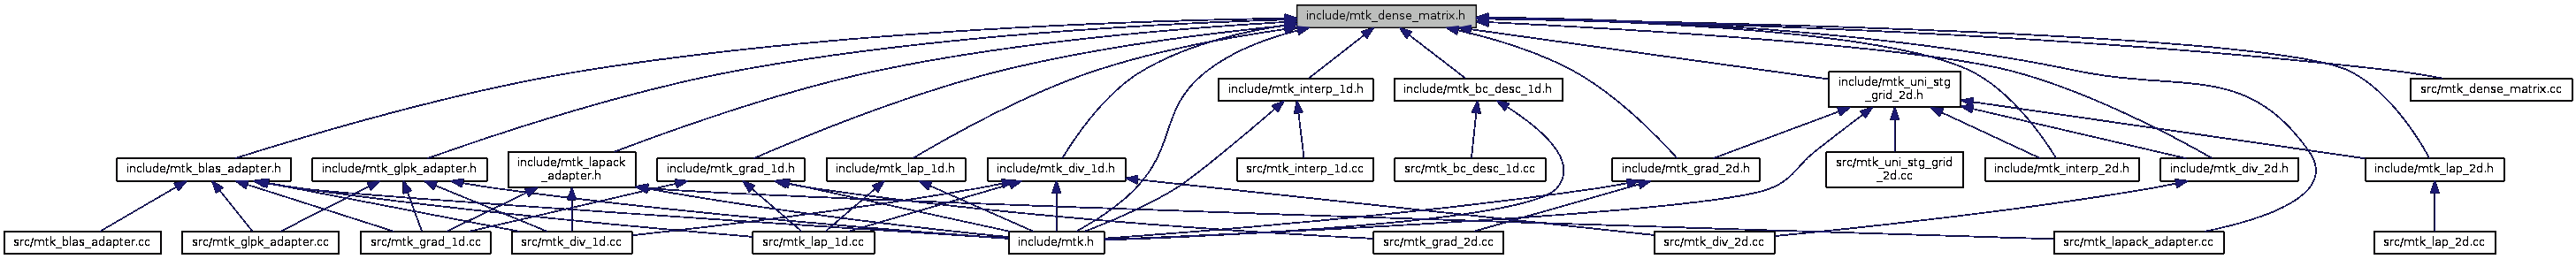 include/mtk_dense_matrix.h
include/mtk_interp_1d.h
include/mtk_bc_desc_1d.h
include/mtk_uni_stg
_grid_2d.h
src/mtk_dense_matrix.cc
include/mtk_blas_adapter.h
include/mtk_glpk_adapter.h
include/mtk_lapack
_adapter.h
include/mtk_grad_1d.h
include/mtk_lap_1d.h
include/mtk_div_1d.h
src/mtk_interp_1d.cc
src/mtk_bc_desc_1d.cc
include/mtk_grad_2d.h
src/mtk_uni_stg_grid
_2d.cc
include/mtk_interp_2d.h
include/mtk_div_2d.h
include/mtk_lap_2d.h
src/mtk_blas_adapter.cc
src/mtk_glpk_adapter.cc
src/mtk_grad_1d.cc
src/mtk_div_1d.cc
src/mtk_lap_1d.cc
include/mtk.h
src/mtk_grad_2d.cc
src/mtk_div_2d.cc
src/mtk_lapack_adapter.cc
src/mtk_lap_2d.cc